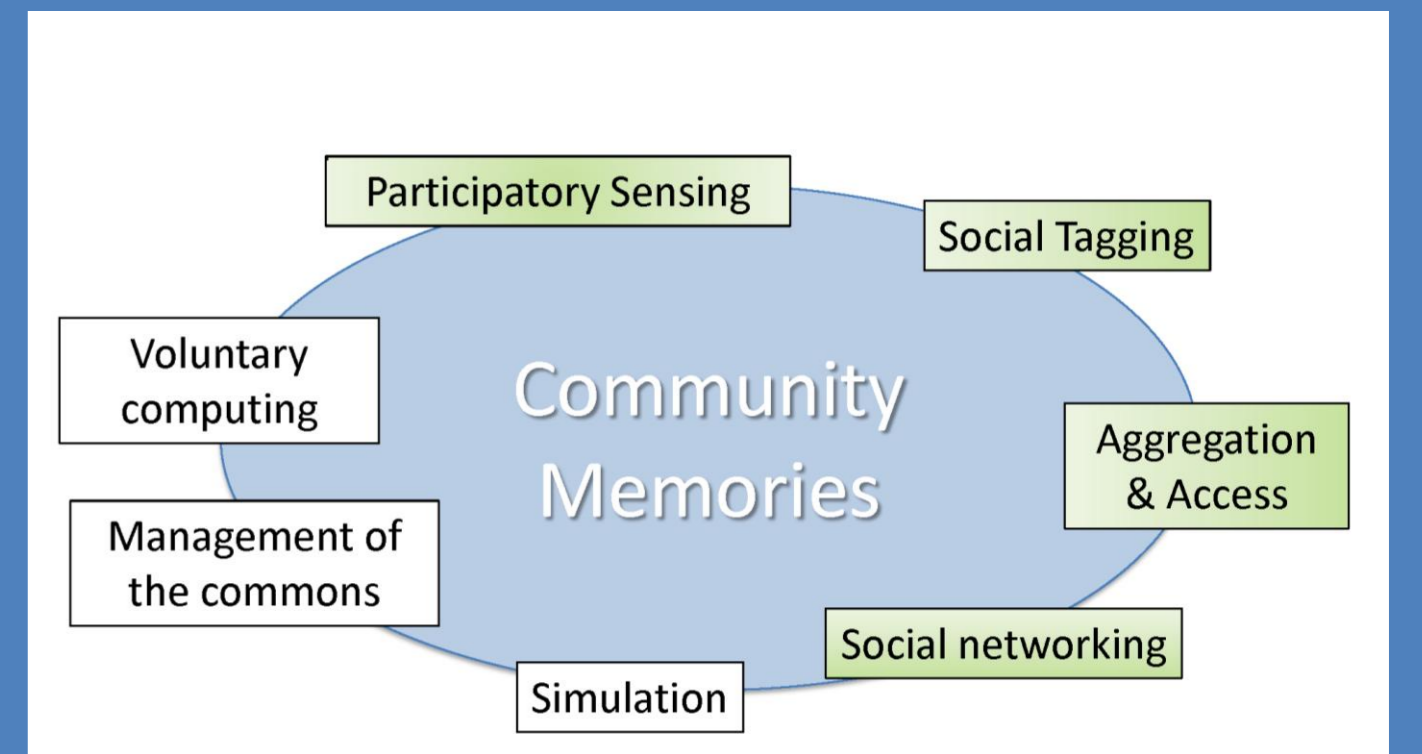 Participatory Sensing
Social Tagging
Voluntary
computing
Community
Memories
Aggregation
& Access
Management of
the commons
Social networking
Simulation